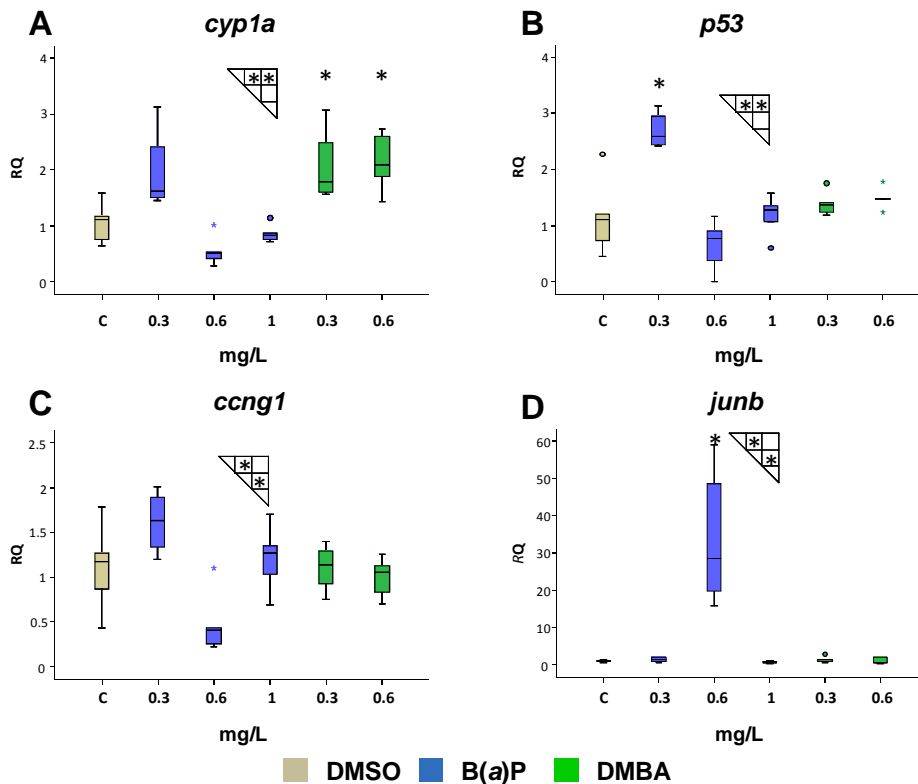 A
cyp1a
4
3
2
1
0
RQ
* *
* *
*
C 0.3 0.6 1 0.3 0.6
mg/L
B
p53
4
3
2
1
0
RQ
*
* *
* *
C 0.3 0.6 1 0.3 0.6
mg/L
C
ccng1
2.5
2
1.5
1
0.5
0
RQ
*
*
*
C 0.3 0.6 1 0.3 0.6
mg/L
D
junb
60
50
40
30
20
10
0
RQ
* *
*
C 0.3 0.6 1 0.3 0.6
mg/L
DMSO B(a)P DMBA